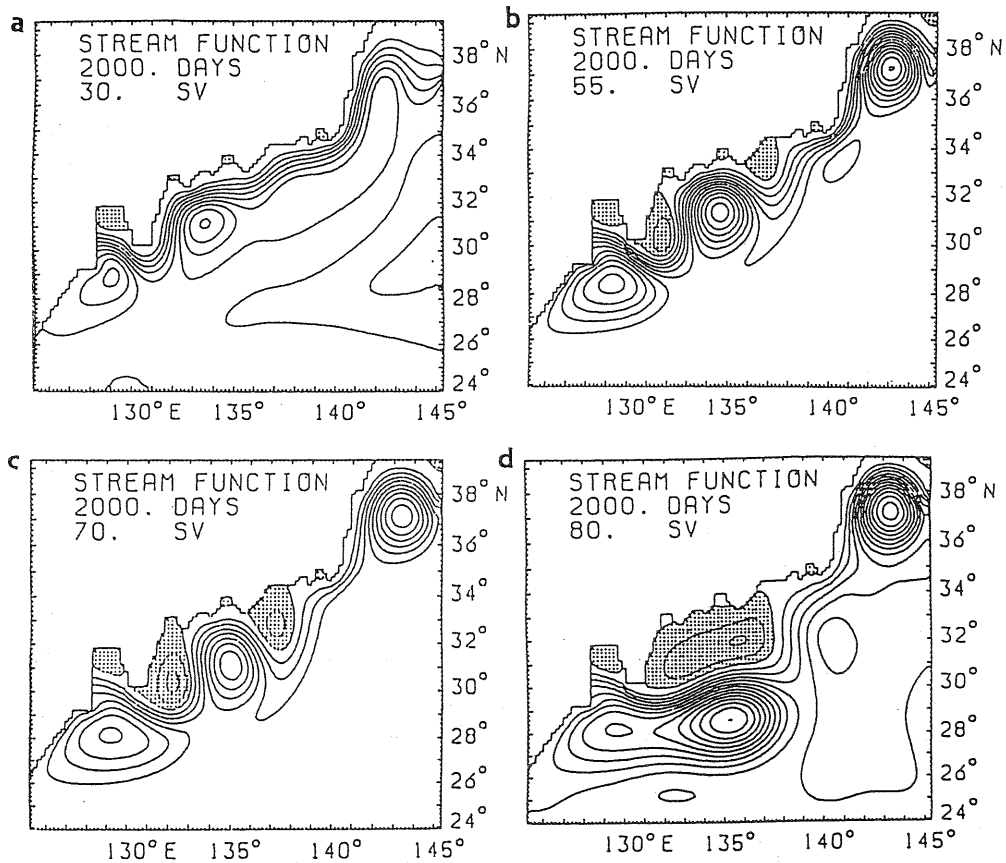 a
STREAM FUNCTION
2000. DAYS
30. SV
38° N
36°
34°
32°
30°
28°
26°
24°
130° E 135° 140° 145°
b
STREAM FUNCTION
2000. DAYS
55. SV
38° N
36°
34°
32°
30°
28°
26°
24°
130° E 135° 140° 145°
c
STREAM FUNCTION
2000. DAYS
70. SV
38° N
36°
34°
32°
30°
28°
26°
24°
130° E 135° 140° 145°
d
STREAM FUNCTION
2000. DAYS
80. SV
38° N
36°
34°
32°
30°
28°
26°
24°
130° E 135° 140° 145°